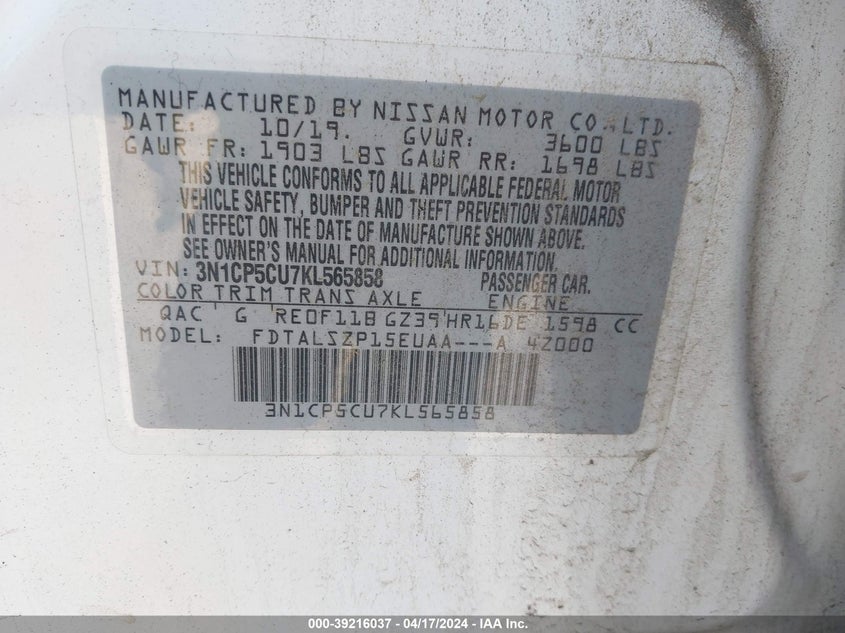 MANUFACTURED BY NISSAN MOTOR CO., LTD.
DATE: 10/19. GVWR: 3600 LBS
GAWR FR: 1903 LBS GAWR RR: 1698 LBS
THIS VEHICLE CONFORMS TO ALL APPLICABLE FEDERAL MOTOR
VEHICLE SAFETY, BUMPER AND THEFT PREVENTION STANDARDS
IN EFFECT ON THE DATE OF MANUFACTURE SHOWN ABOVE.
SEE OWNER'S MANUAL FOR ADDITIONAL INFORMATION.
VIN: 3N1CP5CU7KL565858 PASSENGER CAR.
COLOR TRIM TRANS AXLE ENGINE
QAC G RE0F11B GZ39 HR16DE 1598 CC
MODEL: FDTALSZP15EUAA---A 42000
3N1CP5CU7KL565858
000-39216037 - 04/17/2024 - IAA Inc.